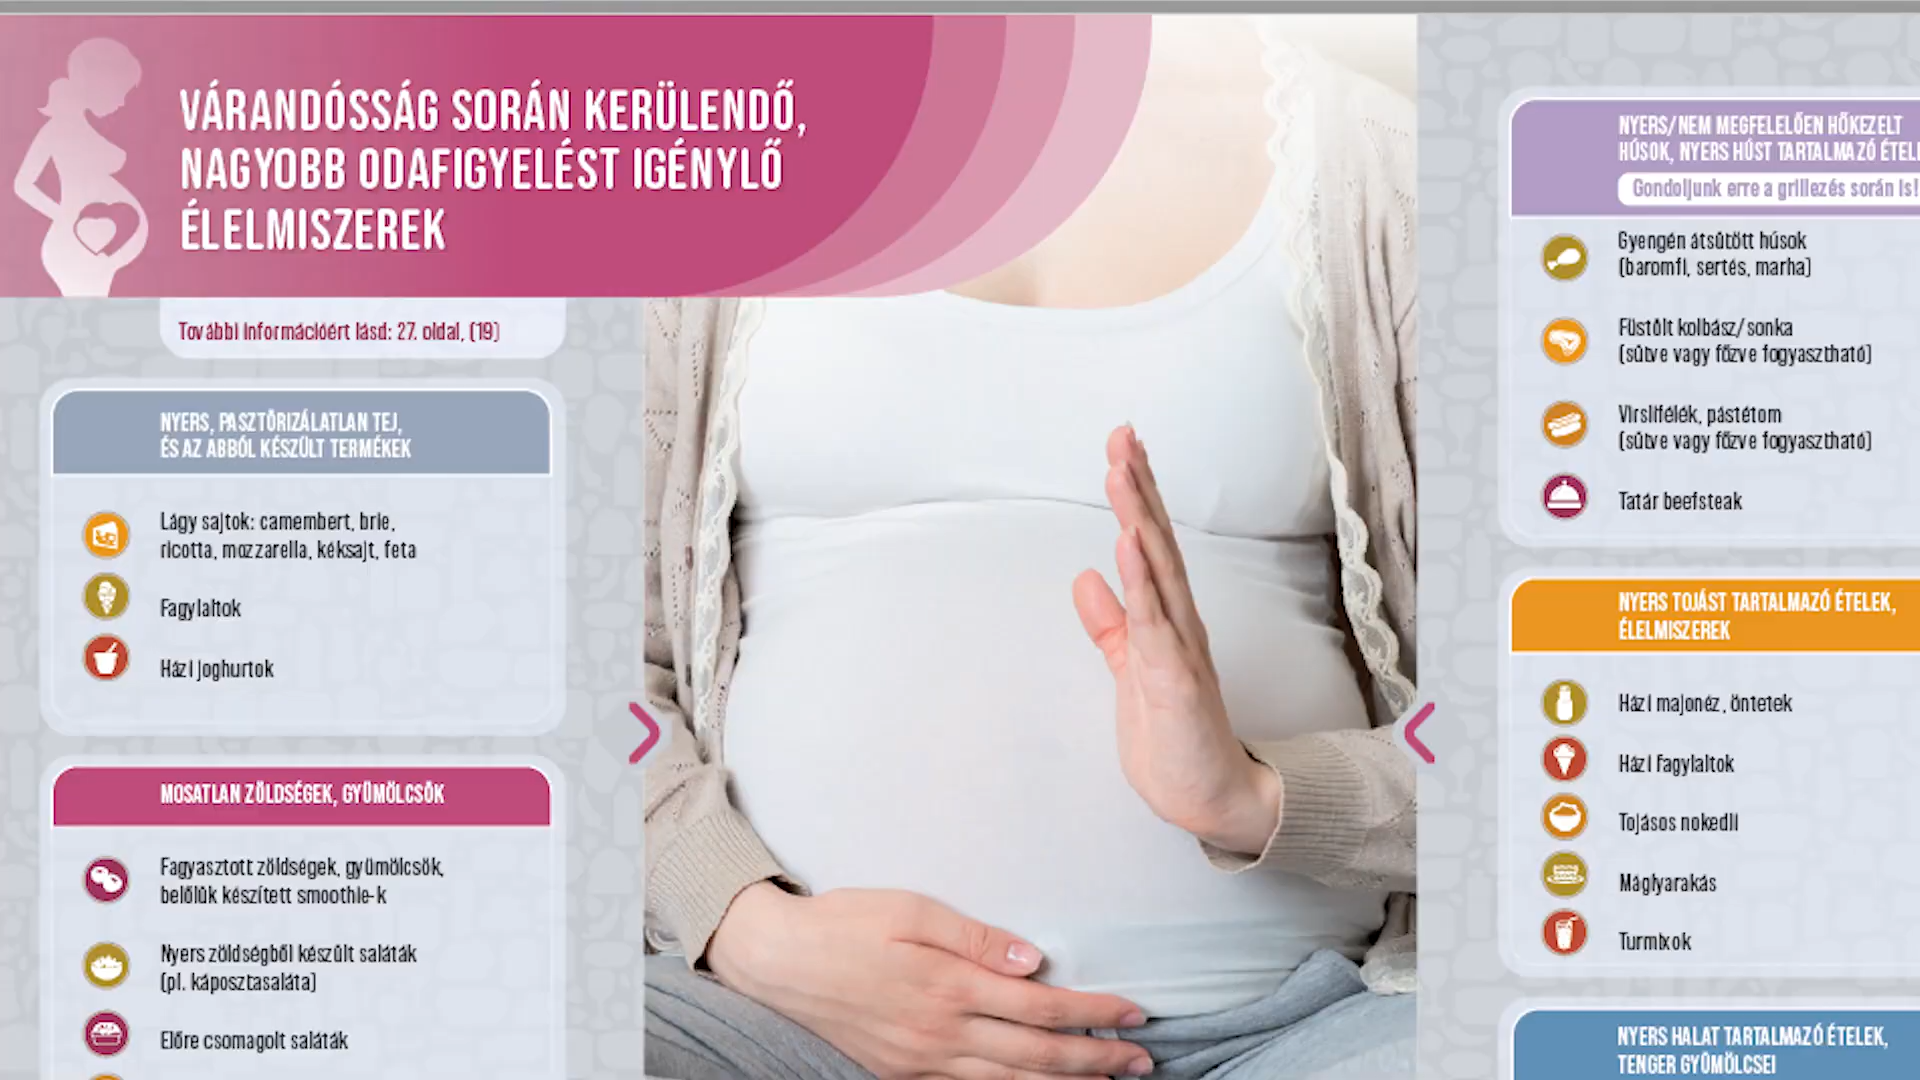 VÁRANDÓSSÁG SORÁN KERÜLENDŐ,
NAGYOBB ODAFIGYELÉST IGÉNYLŐ
ÉLELMISZEREK
További információért lásd: 27. oldal, (19)
NYERS, PASZTŐRIZÁLATLAN TEJ,
ÉS AZ ABBÓL KÉSZÜLT TERMÉKEK
Lágy sajtok: camembert, brie,
ricotta, mozzarella, kéksajt, feta
Fagylaltok
Házi joghurtok
MOSATLAN ZÖLDSÉGEK, GYÜMÖLCSÖK
Fagyasztott zöldségek, gyümölcsök,
belőlük készített smoothie-k
Nyers zöldségből készült saláták
(pl. káposztasaláta)
Előre csomagolt saláták
NYERS/NEM MEGFELELŐEN HŐKEZELT
HÚSOK, NYERS HÚST TARTALMAZÓ
Gondoljunk erre a grillezés során is!
Gyengén átsütött húsok
(baromfi, sertés, marha)
Füstölt kolbász/sonka
(sütve vagy főzve fogyasztható)
Virslifélék, pástétom
(sütve vagy főzve fogyasztható)
Tatár beefsteak
NYERS TOJÁST TARTALMAZÓ ÉTELEK,
ÉLELMISZEREK
Házi majonéz, öntetek
Házi Fagylaltok
Tojásos nokedli
Máglyarakás
Turmixok
NYERS HALAT TARTALMAZÓ ÉTELEK,
TENGER GYÜMÖLCSEI